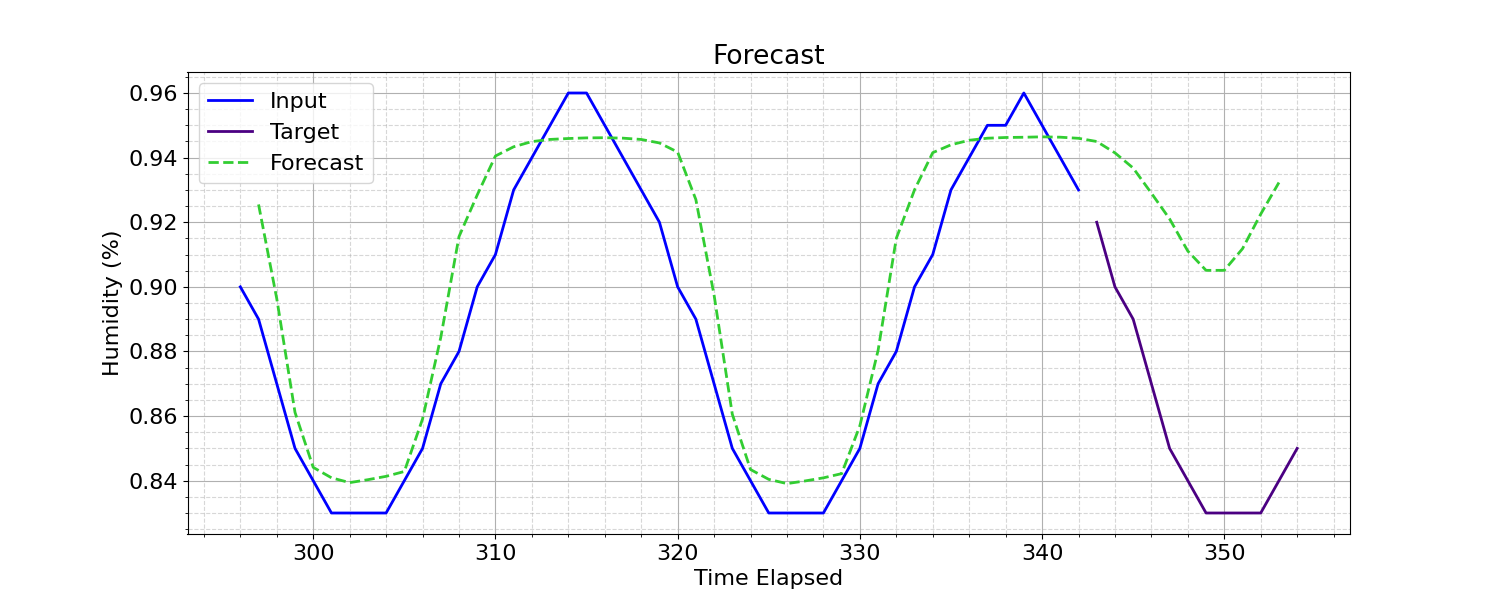 Forecast
Input
Target
Forecast
Humidity (%)
0.96
0.94
0.92
0.90
0.88
0.86
0.84
300 310 320 330 340 350
Time Elapsed